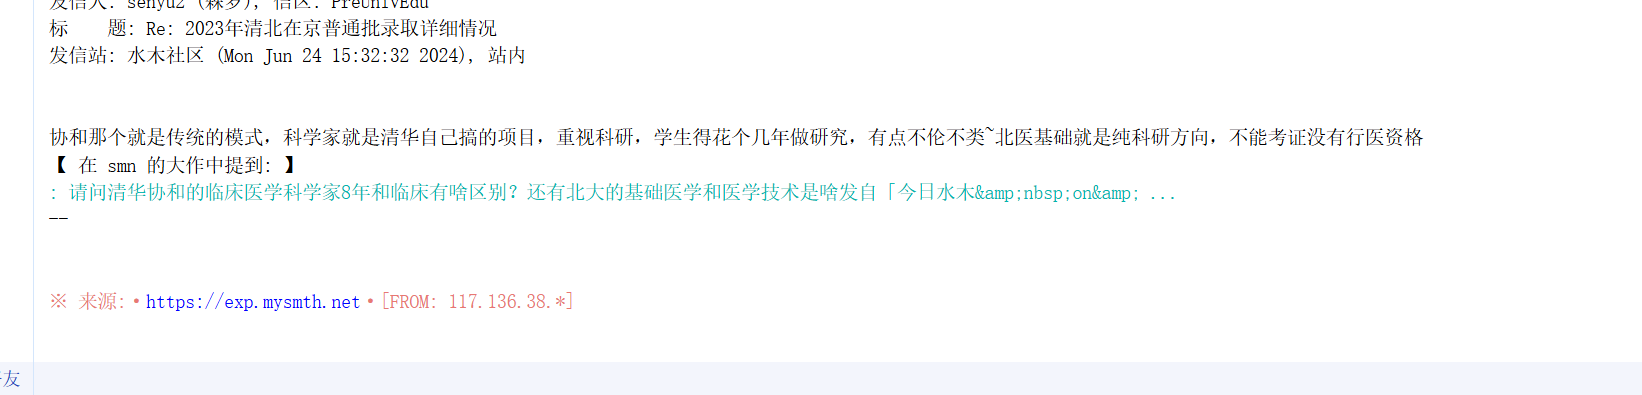 发信人: senyu2 (森罗), 信区: PreUnivEdu
标　　题: Re: 2023年清北在京普通批录取详细情况
发信站: 水木社区 (Mon Jun 24 15:32:32 2024), 站内
协和那个就是传统的模式，科学家就是清华自己搞的项目，重视科研，学生得花个几年做研究，有点不伦不类~北医基础就是纯科研方向，不能考证没有行医资格
【 在 smn 的大作中提到: 】
: 请问清华协和的临床医学科学家8年和临床有啥区别？还有北大的基础医学和医学技术是啥发自「今日水木&amp;nbsp;on&amp; ...
--
※ 来源:·https://exp.mysmth.net·[FROM: 117.136.38.*]
友